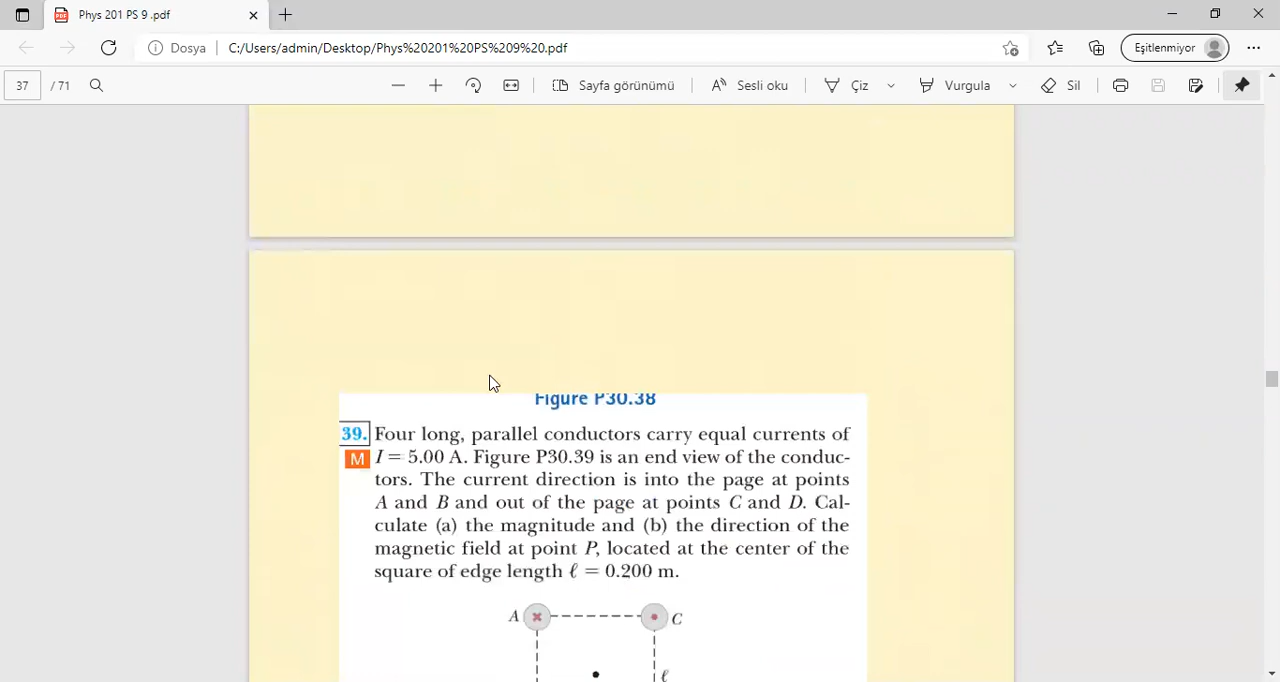 Phys 201 PS 9 .pdf
Dosya
C:/Users/admin/Desktop/Phys%20201%20PS%209%20.pdf
Eşitlenmiyor
37 / 71
Sayfa görünümü
Sesli oku
Çiz
Vurgula
Sil
Figure P30.38
39. Four long, parallel conductors carry equal currents of
M I = 5.00 A. Figure P30.39 is an end view of the conduc-
tors. The current direction is into the page at points
A and B and out of the page at points C and D. Cal-
culate (a) the magnitude and (b) the direction of the
magnetic field at point P, located at the center of the
square of edge length ℓ = 0.200 m.
A
C
ℓ